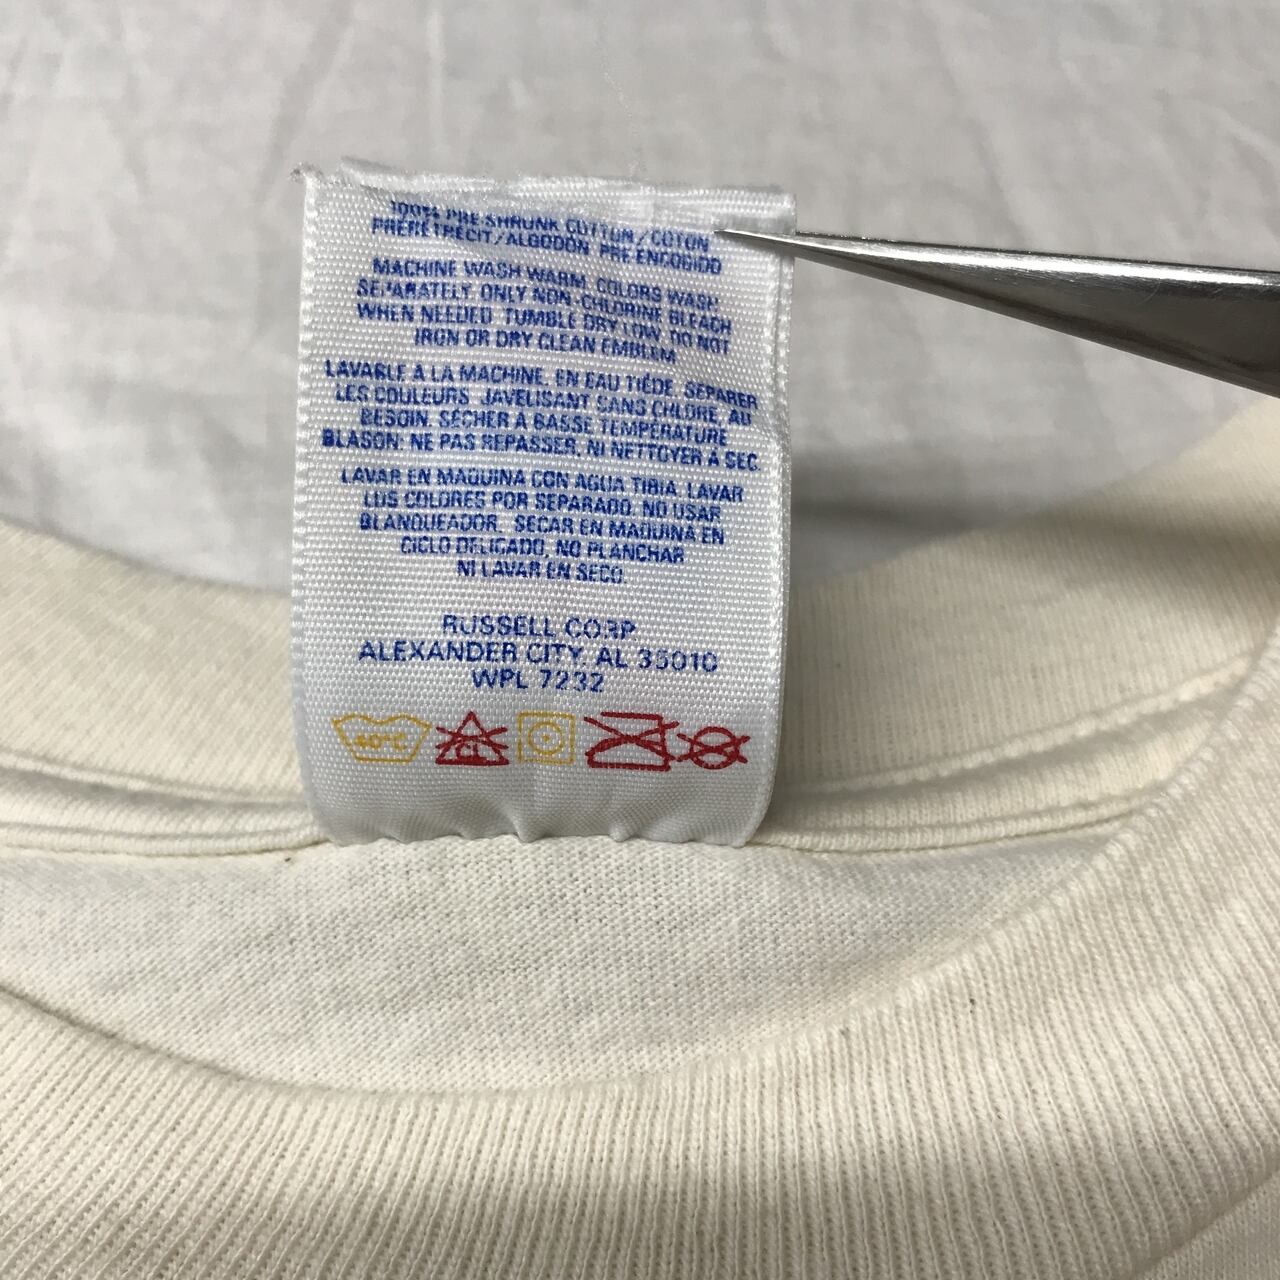 100% PRE-SHRUNK COTTON/COTON
PRÉRÉTRÉCIT/ALGODÓN PRE ENCOGIDO
MACHINE WASH WARM, COLORS WASH
SEPARATELY. ONLY NON-CHLORINE BLEACH
WHEN NEEDED. TUMBLE DRY LOW, DO NOT
IRON OR DRY CLEAN EMBLEM
LAVABLE À LA MACHINE, EN EAU TIÈDE, SEPARER
LES COULEURS. JAVELISANT SANS CHLORE, AU
BESOIN. SÉCHER À BASSE TEMPÉRATURE
BLASON: NE PAS REPASSER, NI NETTOYER À SEC
LAVAR EN MAQUINA CON AGUA TIBIA. LAVAR
LOS COLORES POR SEPARADO. NO USAR
BLANQUEADOR. SECAR EN MAQUINA EN
CICLO DELICADO, NO PLANCHAR
NI LAVAR EN SECO.
RUSSELL CORP
ALEXANDER CITY, AL 35010
WPL 7232
40°C CL